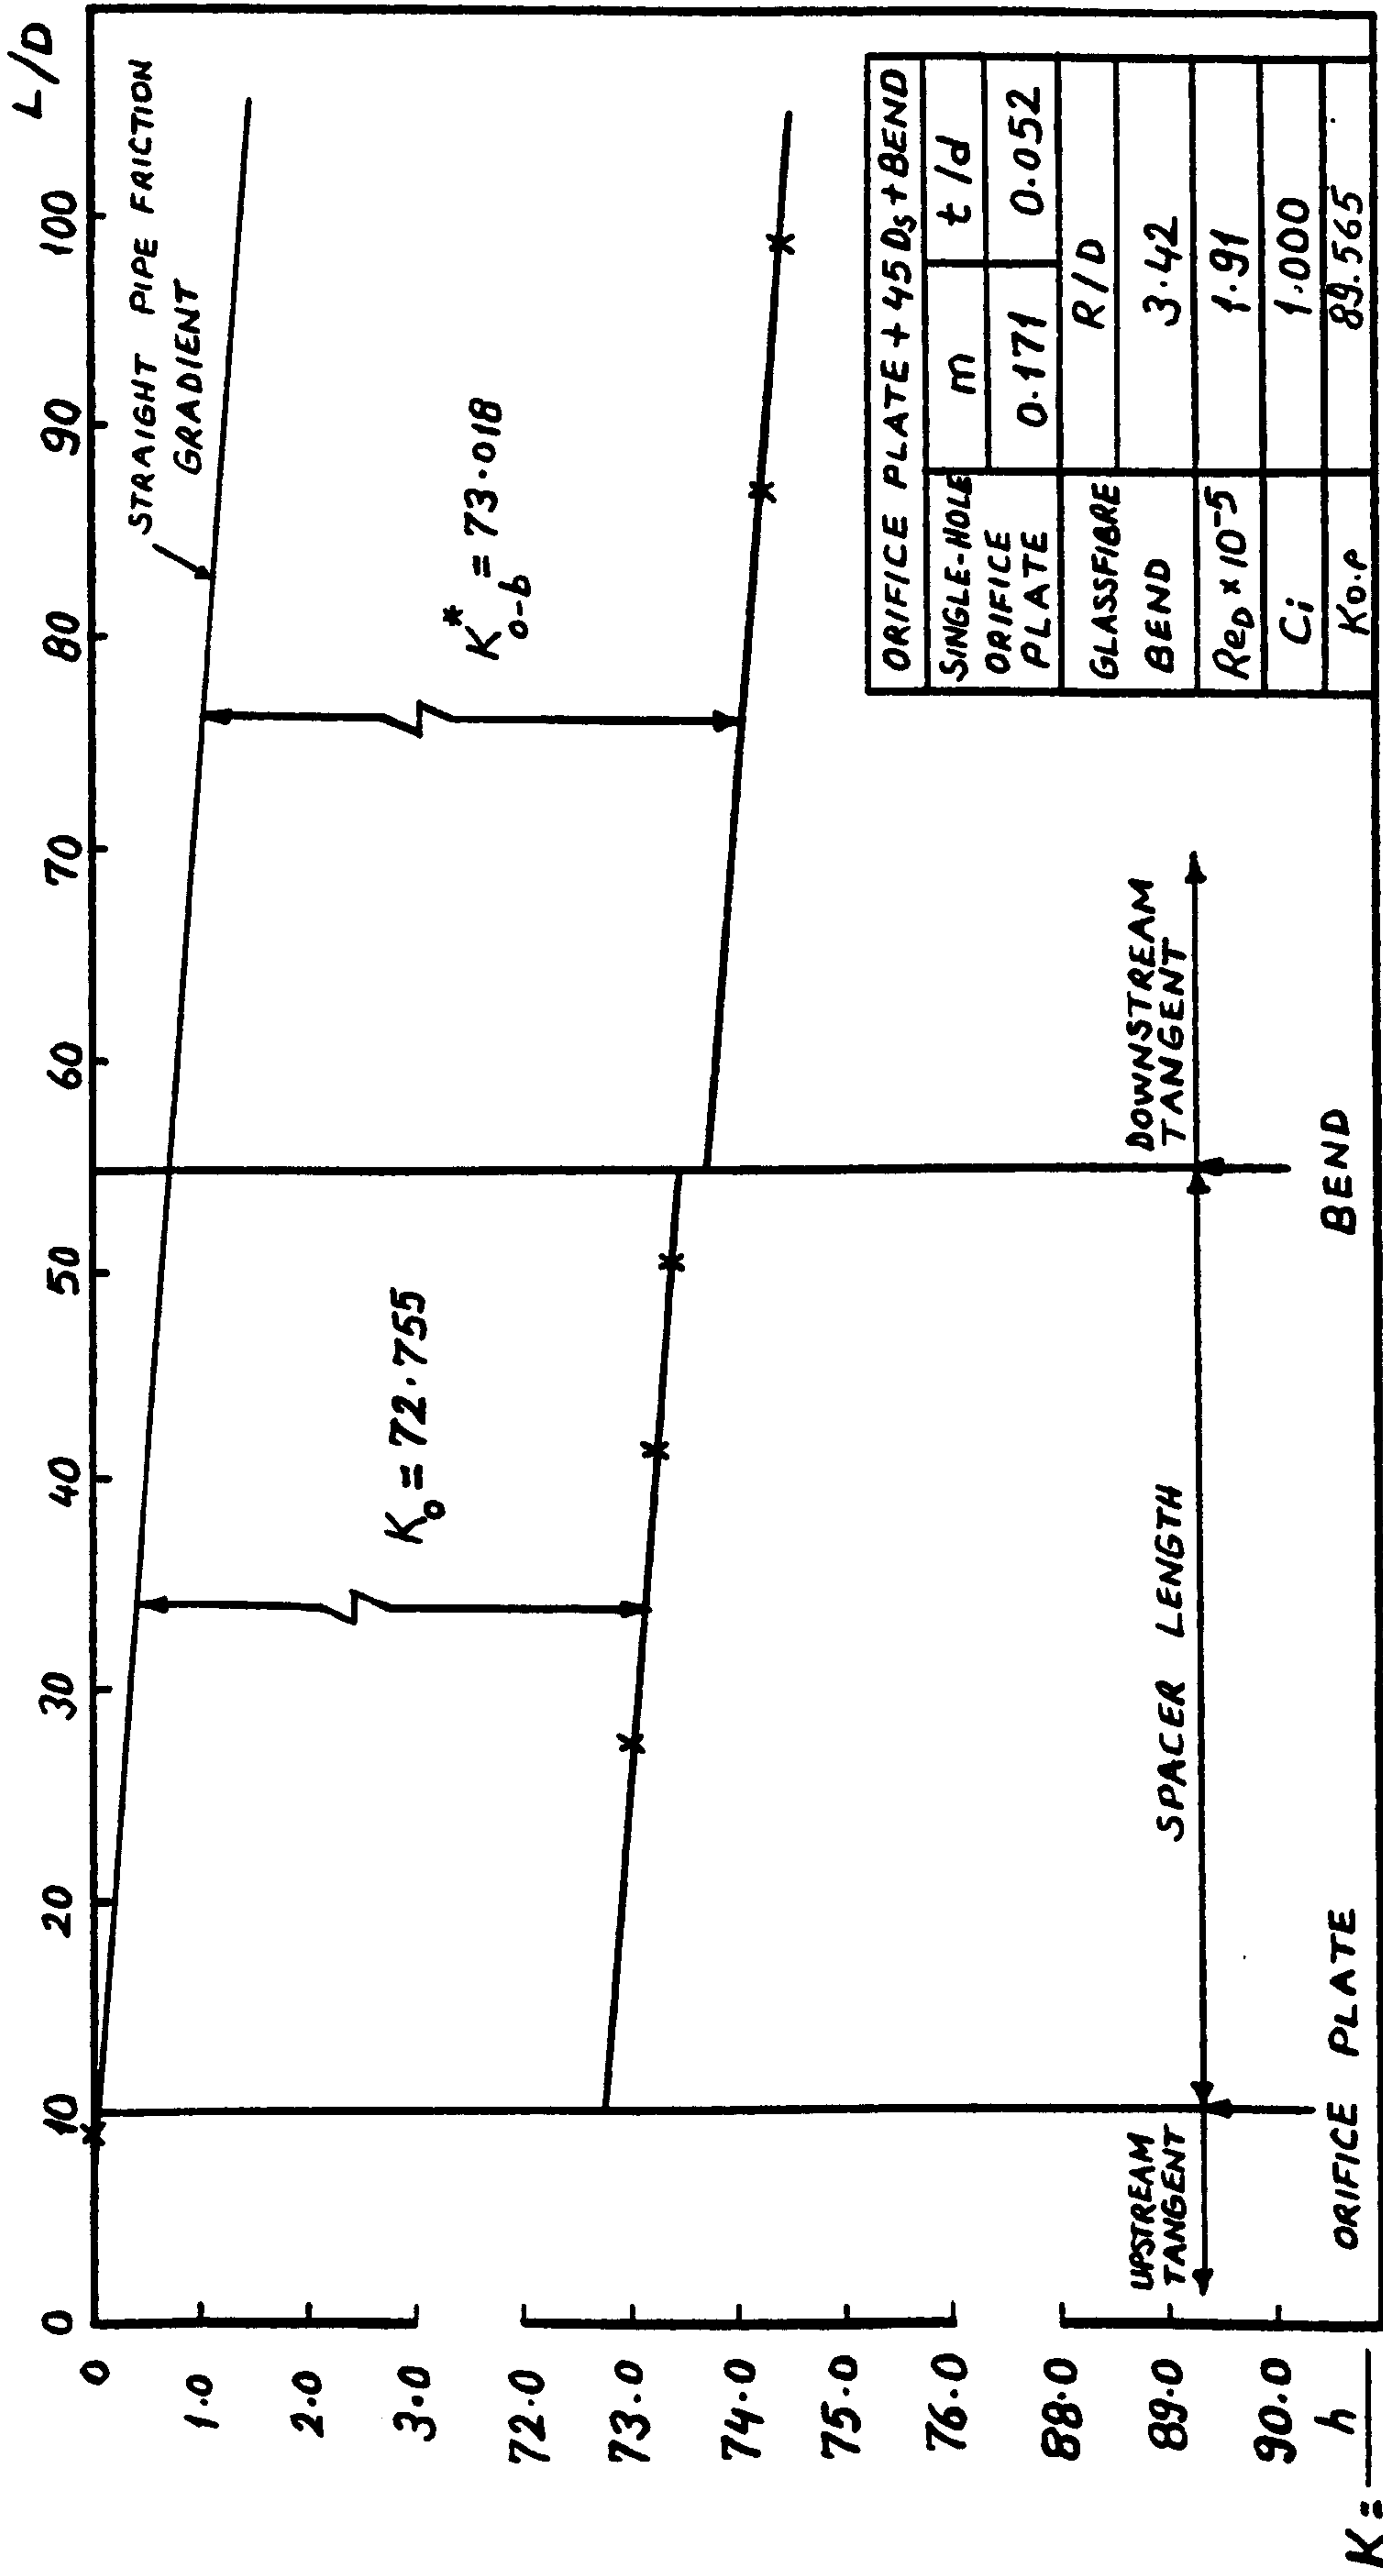 L/D
0 10 20 30 40 50 60 70 80 90 100
0
1.0
2.0
3.0
72.0
73.0
74.0
75.0
76.0
88.0
89.0
90.0
K = h
STRAIGHT PIPE FRICTION
GRADIENT
K₀ = 72.755
K*₀₋b = 73.018
UPSTREAM
TANGENT
SPACER LENGTH
DOWNSTREAM
TANGENT
ORIFICE PLATE
BEND
ORIFICE PLATE + 45 Ds + BEND
SINGLE-HOLE
ORIFICE
PLATE
m t/d
0.171 0.052
GLASSFIBRE
BEND
R/D
3.42
ReD x 10⁻⁵ 1.91
Ci 1.000
Ko.p 89.565